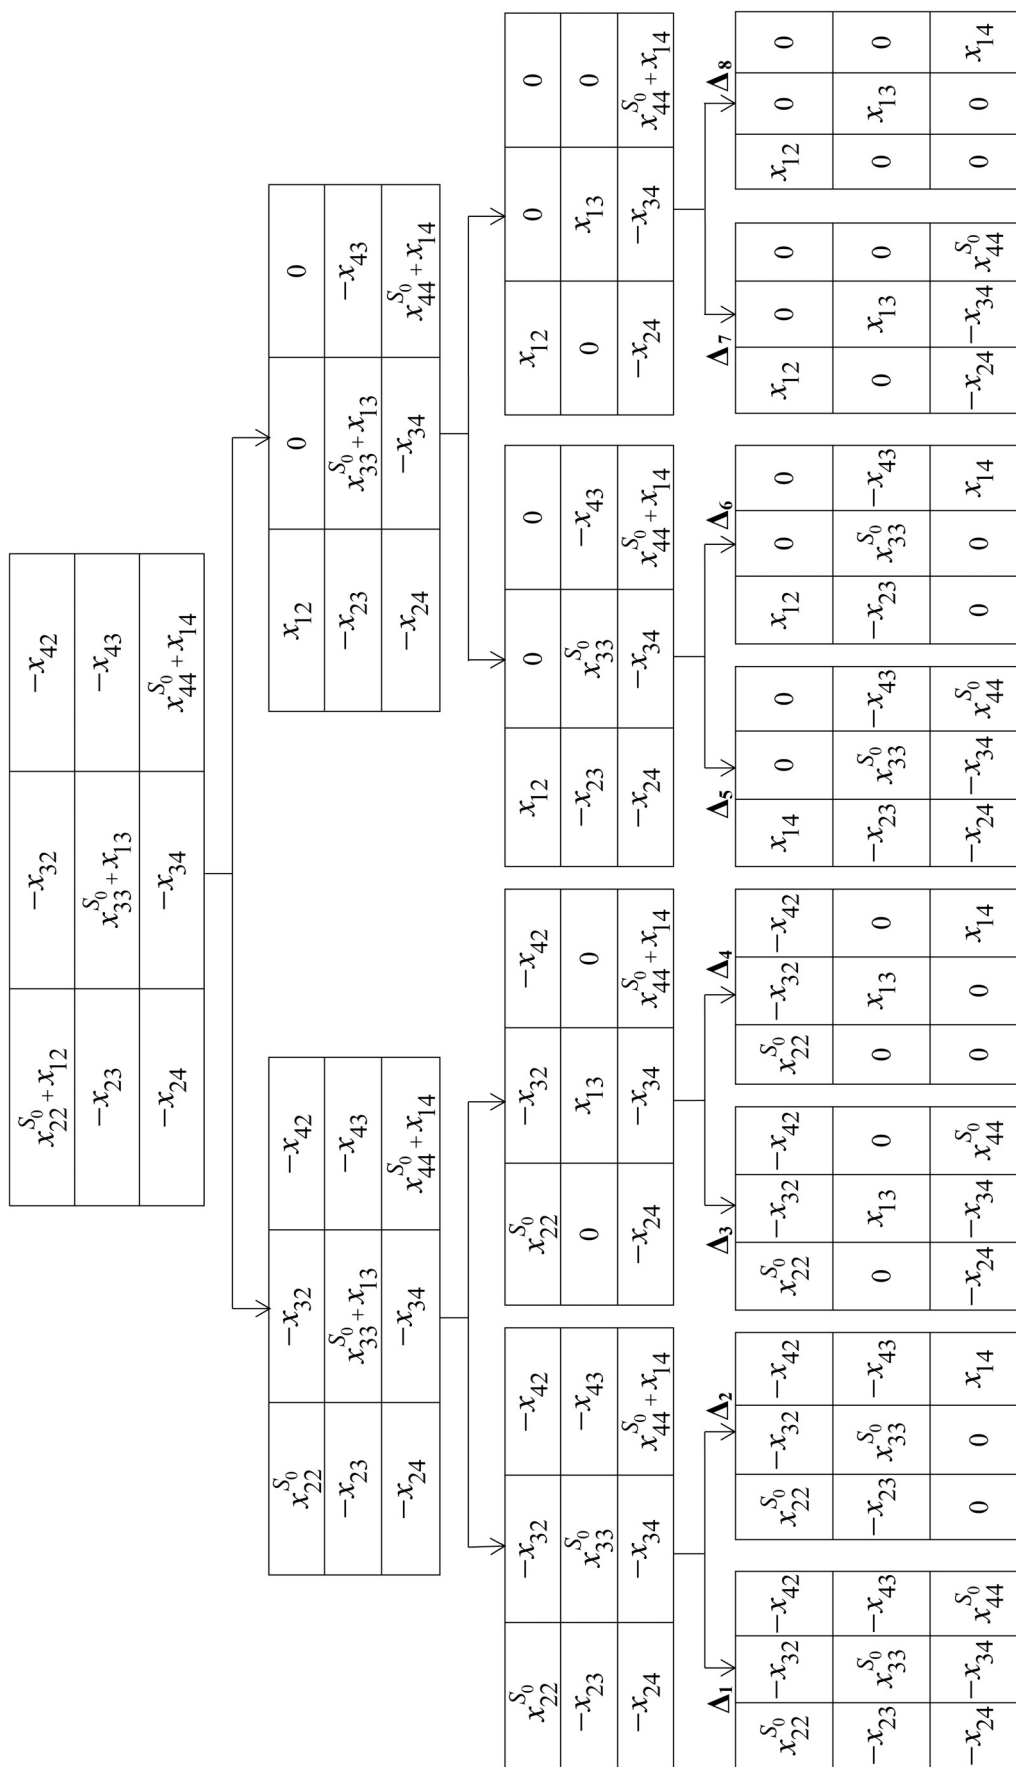 x_{22}^{S_0} + x_{12} −x_{32} −x_{42}
−x_{23} x_{33}^{S_0} + x_{13} −x_{43}
−x_{24} −x_{34} x_{44}^{S_0} + x_{14}
x_{22}^{S_0} −x_{32} −x_{42}
−x_{23} x_{33}^{S_0} + x_{13} −x_{43}
−x_{24} −x_{34} x_{44}^{S_0} + x_{14}
x_{12} 0 0
−x_{23} x_{33}^{S_0} + x_{13} −x_{43}
−x_{24} −x_{34} x_{44}^{S_0} + x_{14}
x_{22}^{S_0} −x_{32} −x_{42}
−x_{23} x_{33}^{S_0} −x_{43}
−x_{24} −x_{34} x_{44}^{S_0} + x_{14}
x_{22}^{S_0} −x_{32} −x_{42}
0 x_{13} 0
−x_{24} −x_{34} x_{44}^{S_0} + x_{14}
x_{12} 0 0
−x_{23} x_{33}^{S_0} −x_{43}
−x_{24} −x_{34} x_{44}^{S_0} + x_{14}
x_{12} 0 0
0 x_{13} 0
−x_{24} −x_{34} x_{44}^{S_0} + x_{14}
Δ_1
x_{22}^{S_0} −x_{32} −x_{42}
−x_{23} x_{33}^{S_0} −x_{43}
−x_{24} −x_{34} x_{44}^{S_0}
Δ_2
x_{22}^{S_0} −x_{32} −x_{42}
−x_{23} x_{33}^{S_0} −x_{43}
0 0 x_{14}
Δ_3
x_{22}^{S_0} −x_{32} −x_{42}
0 x_{13} 0
−x_{24} −x_{34} x_{44}^{S_0}
Δ_4
x_{22}^{S_0} −x_{32} −x_{42}
0 x_{13} 0
0 0 x_{14}
Δ_5
x_{14} 0 0
−x_{23} x_{33}^{S_0} −x_{43}
−x_{24} −x_{34} x_{44}^{S_0}
Δ_6
x_{12} 0 0
−x_{23} x_{33}^{S_0} −x_{43}
0 0 x_{14}
Δ_7
x_{12} 0 0
0 x_{13} 0
−x_{24} −x_{34} x_{44}^{S_0}
Δ_8
x_{12} 0 0
0 x_{13} 0
0 0 x_{14}